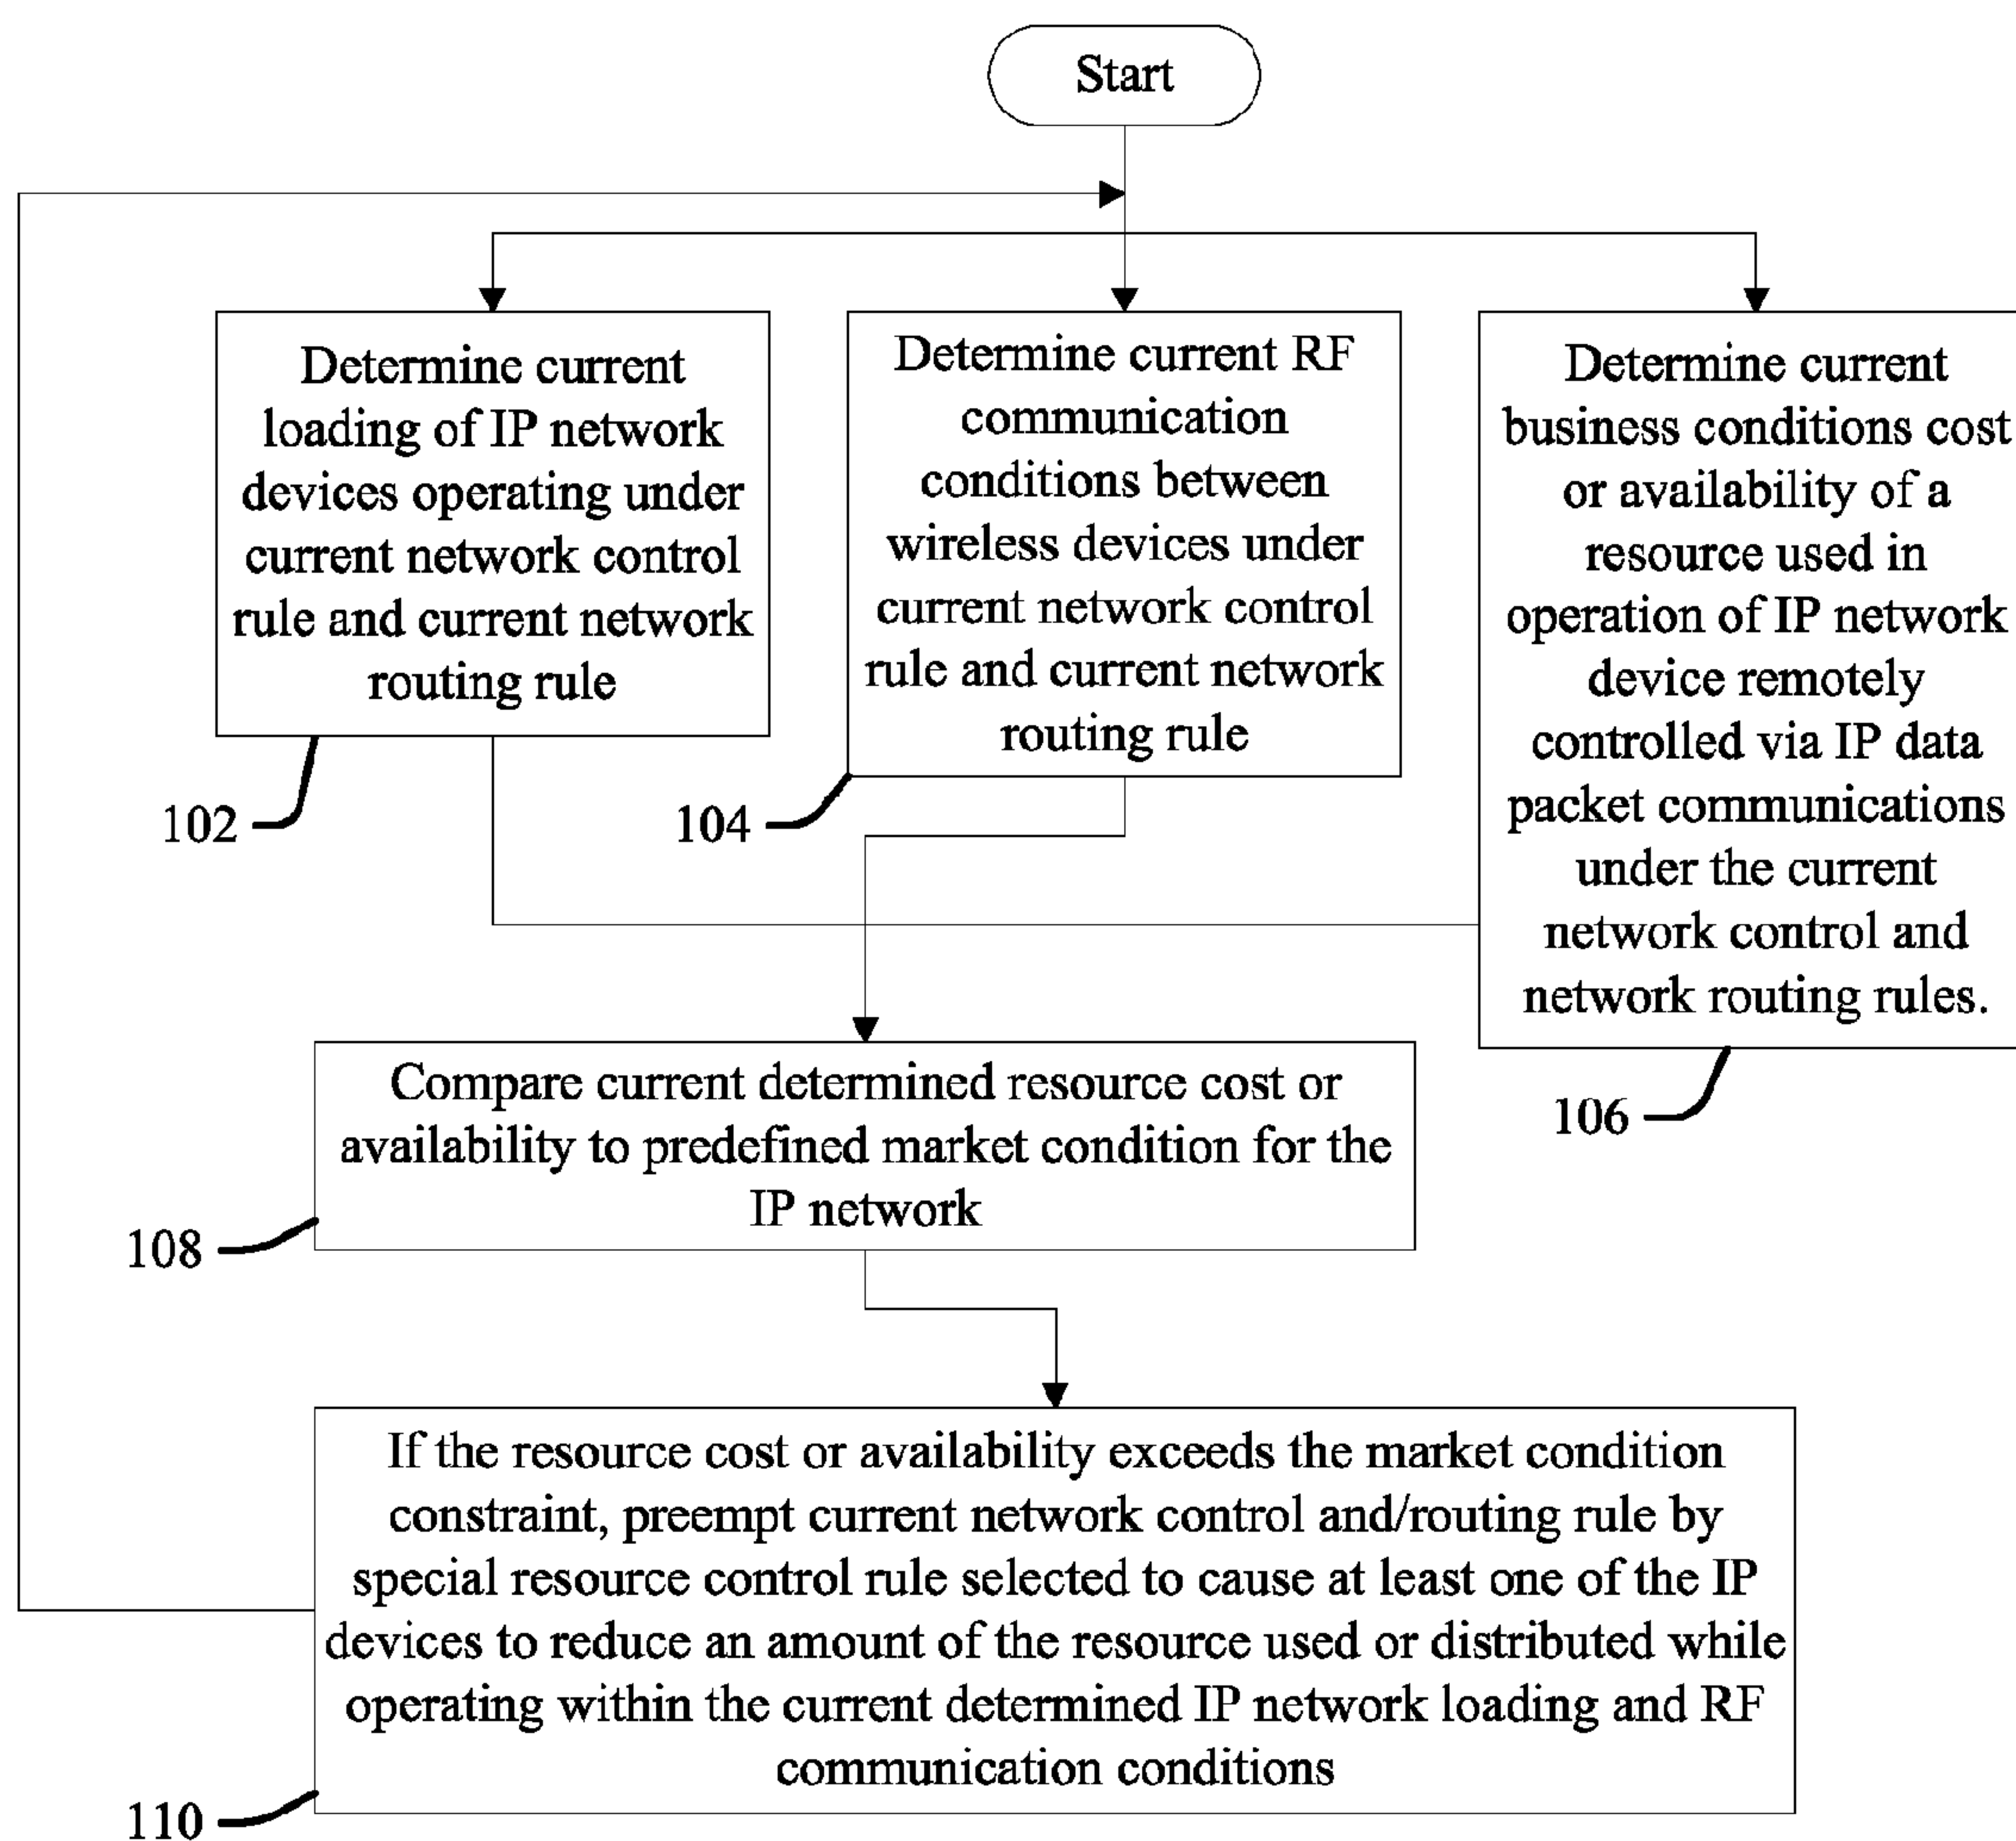 Start
Determine current
loading of IP network
devices operating under
current network control
rule and current network
routing rule
102
Determine current RF
communication
conditions between
wireless devices under
current network control
rule and current network
routing rule
104
Determine current
business conditions cost
or availability of a
resource used in
operation of IP network
device remotely
controlled via IP data
packet communications
under the current
network control and
network routing rules.
106
Compare current determined resource cost or
availability to predefined market condition for the
IP network
108
If the resource cost or availability exceeds the market condition
constraint, preempt current network control and/routing rule by
special resource control rule selected to cause at least one of the IP
devices to reduce an amount of the resource used or distributed while
operating within the current determined IP network loading and RF
communication conditions
110